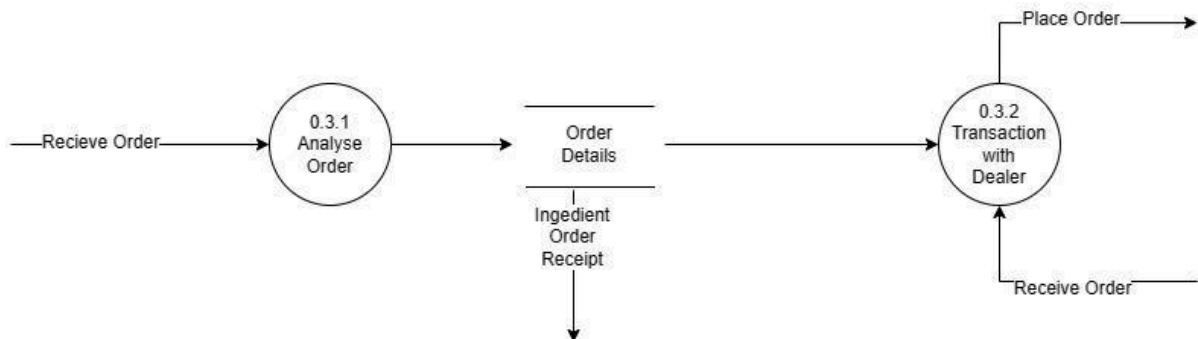 Place Order
Recieve Order
0.3.1
Analyse
Order
Order
Details
0.3.2
Transaction
with
Dealer
Ingedient
Order
Receipt
Receive Order